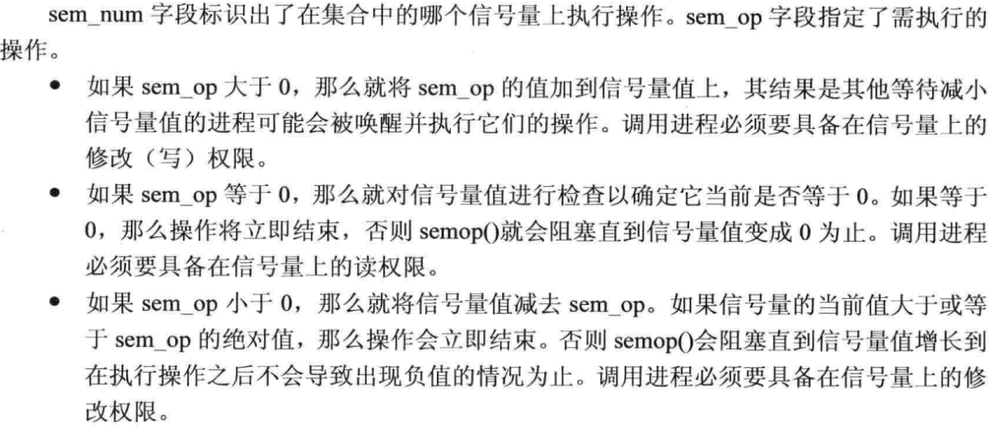 sem_num 字段标识出了在集合中的哪个信号量上执行操作。sem_op 字段指定了需执行的
操作。
● 如果 sem_op 大于 0，那么就将 sem_op 的值加到信号量值上，其结果是其他等待减小
信号量值的进程可能会被唤醒并执行它们的操作。调用进程必须要具备在信号量上的
修改（写）权限。
● 如果 sem_op 等于 0，那么就对信号量值进行检查以确定它当前是否等于 0。如果等于
0，那么操作将立即结束，否则 semop()就会阻塞直到信号量值变成 0 为止。调用进程
必须要具备在信号量上的读权限。
● 如果 sem_op 小于 0，那么就将信号量值减去 sem_op。如果信号量的当前值大于或等
于 sem_op 的绝对值，那么操作会立即结束。否则 semop()会阻塞直到信号量值增长到
在执行操作之后不会导致出现负值的情况为止。调用进程必须要具备在信号量上的修
改权限。